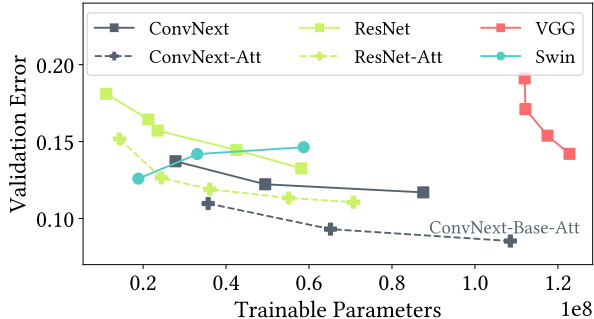 ConvNext ResNet VGG
ConvNext-Att ResNet-Att Swin
Validation Error
0.20
0.15
0.10
ConvNext-Base-Att
0.2 0.4 0.6 0.8 1.0 1.2
1e8
Trainable Parameters